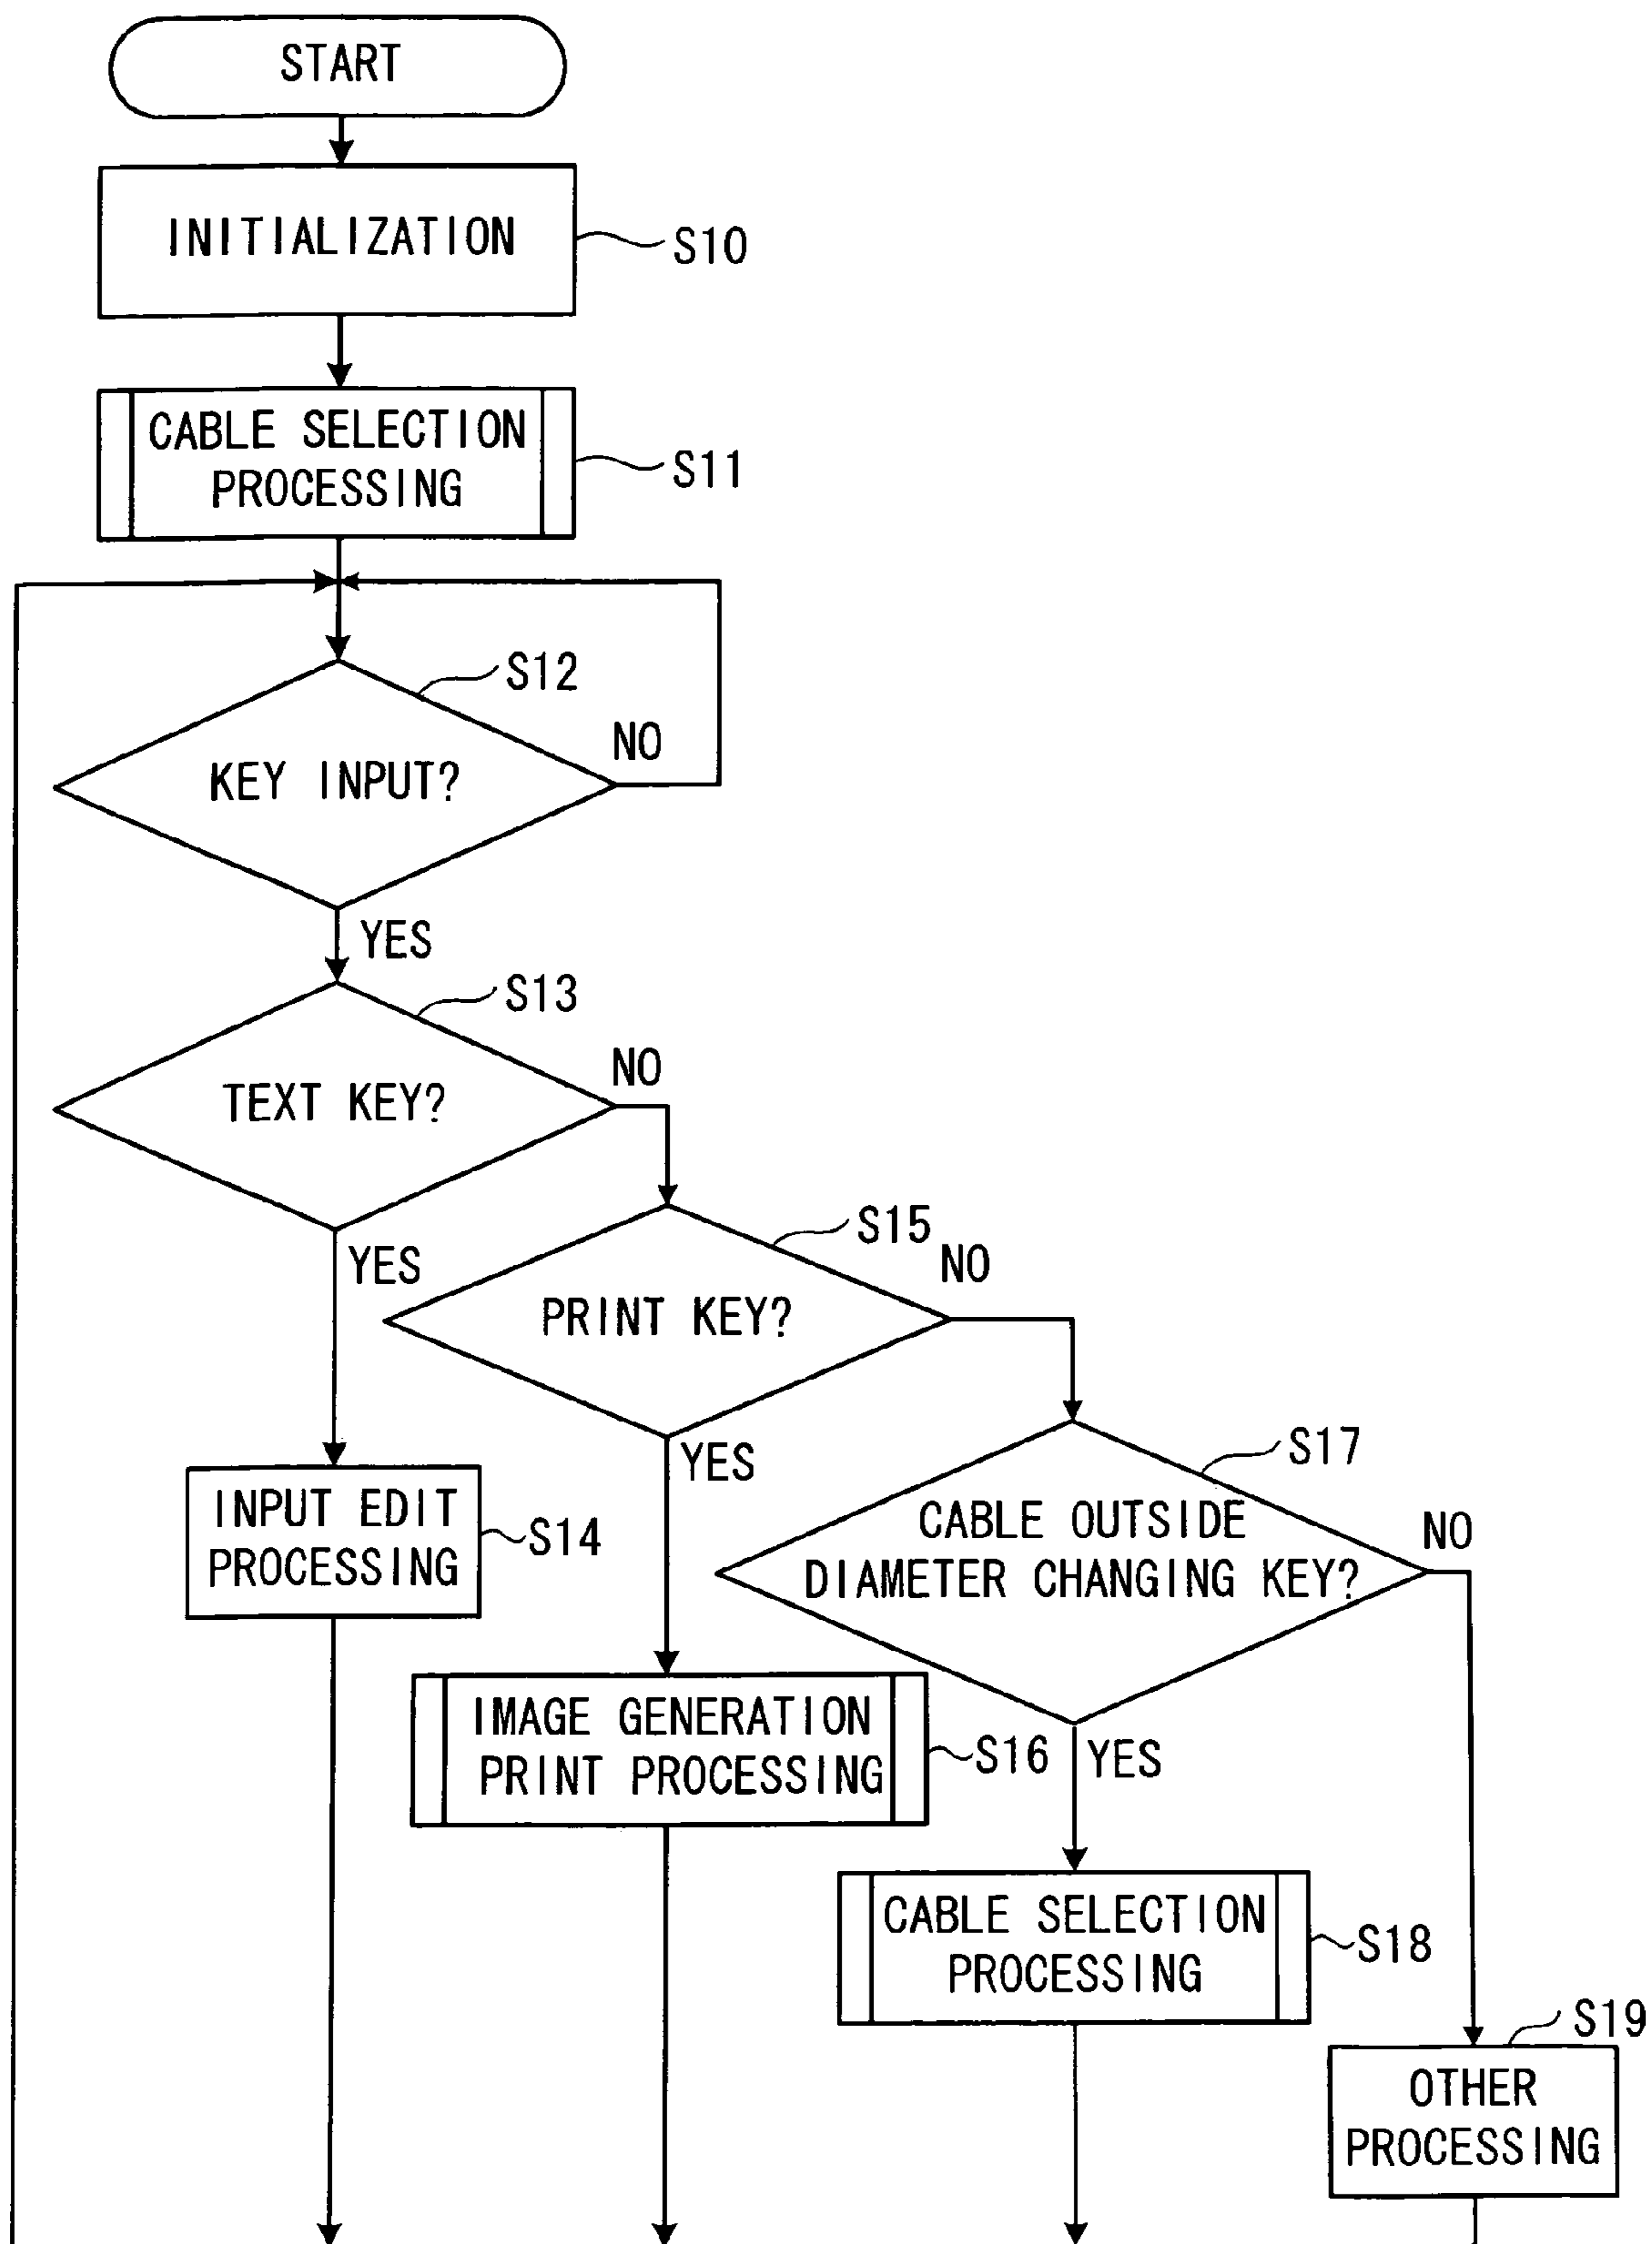 START
INITIALIZATION
S10
CABLE SELECTION
PROCESSING
S11
S12
NO
KEY INPUT?
YES
S13
NO
TEXT KEY?
YES
S15
NO
PRINT KEY?
YES
S17
CABLE OUTSIDE
DIAMETER CHANGING KEY?
NO
INPUT EDIT
PROCESSING
S14
IMAGE GENERATION
PRINT PROCESSING
S16
YES
CABLE SELECTION
PROCESSING
S18
S19
OTHER
PROCESSING